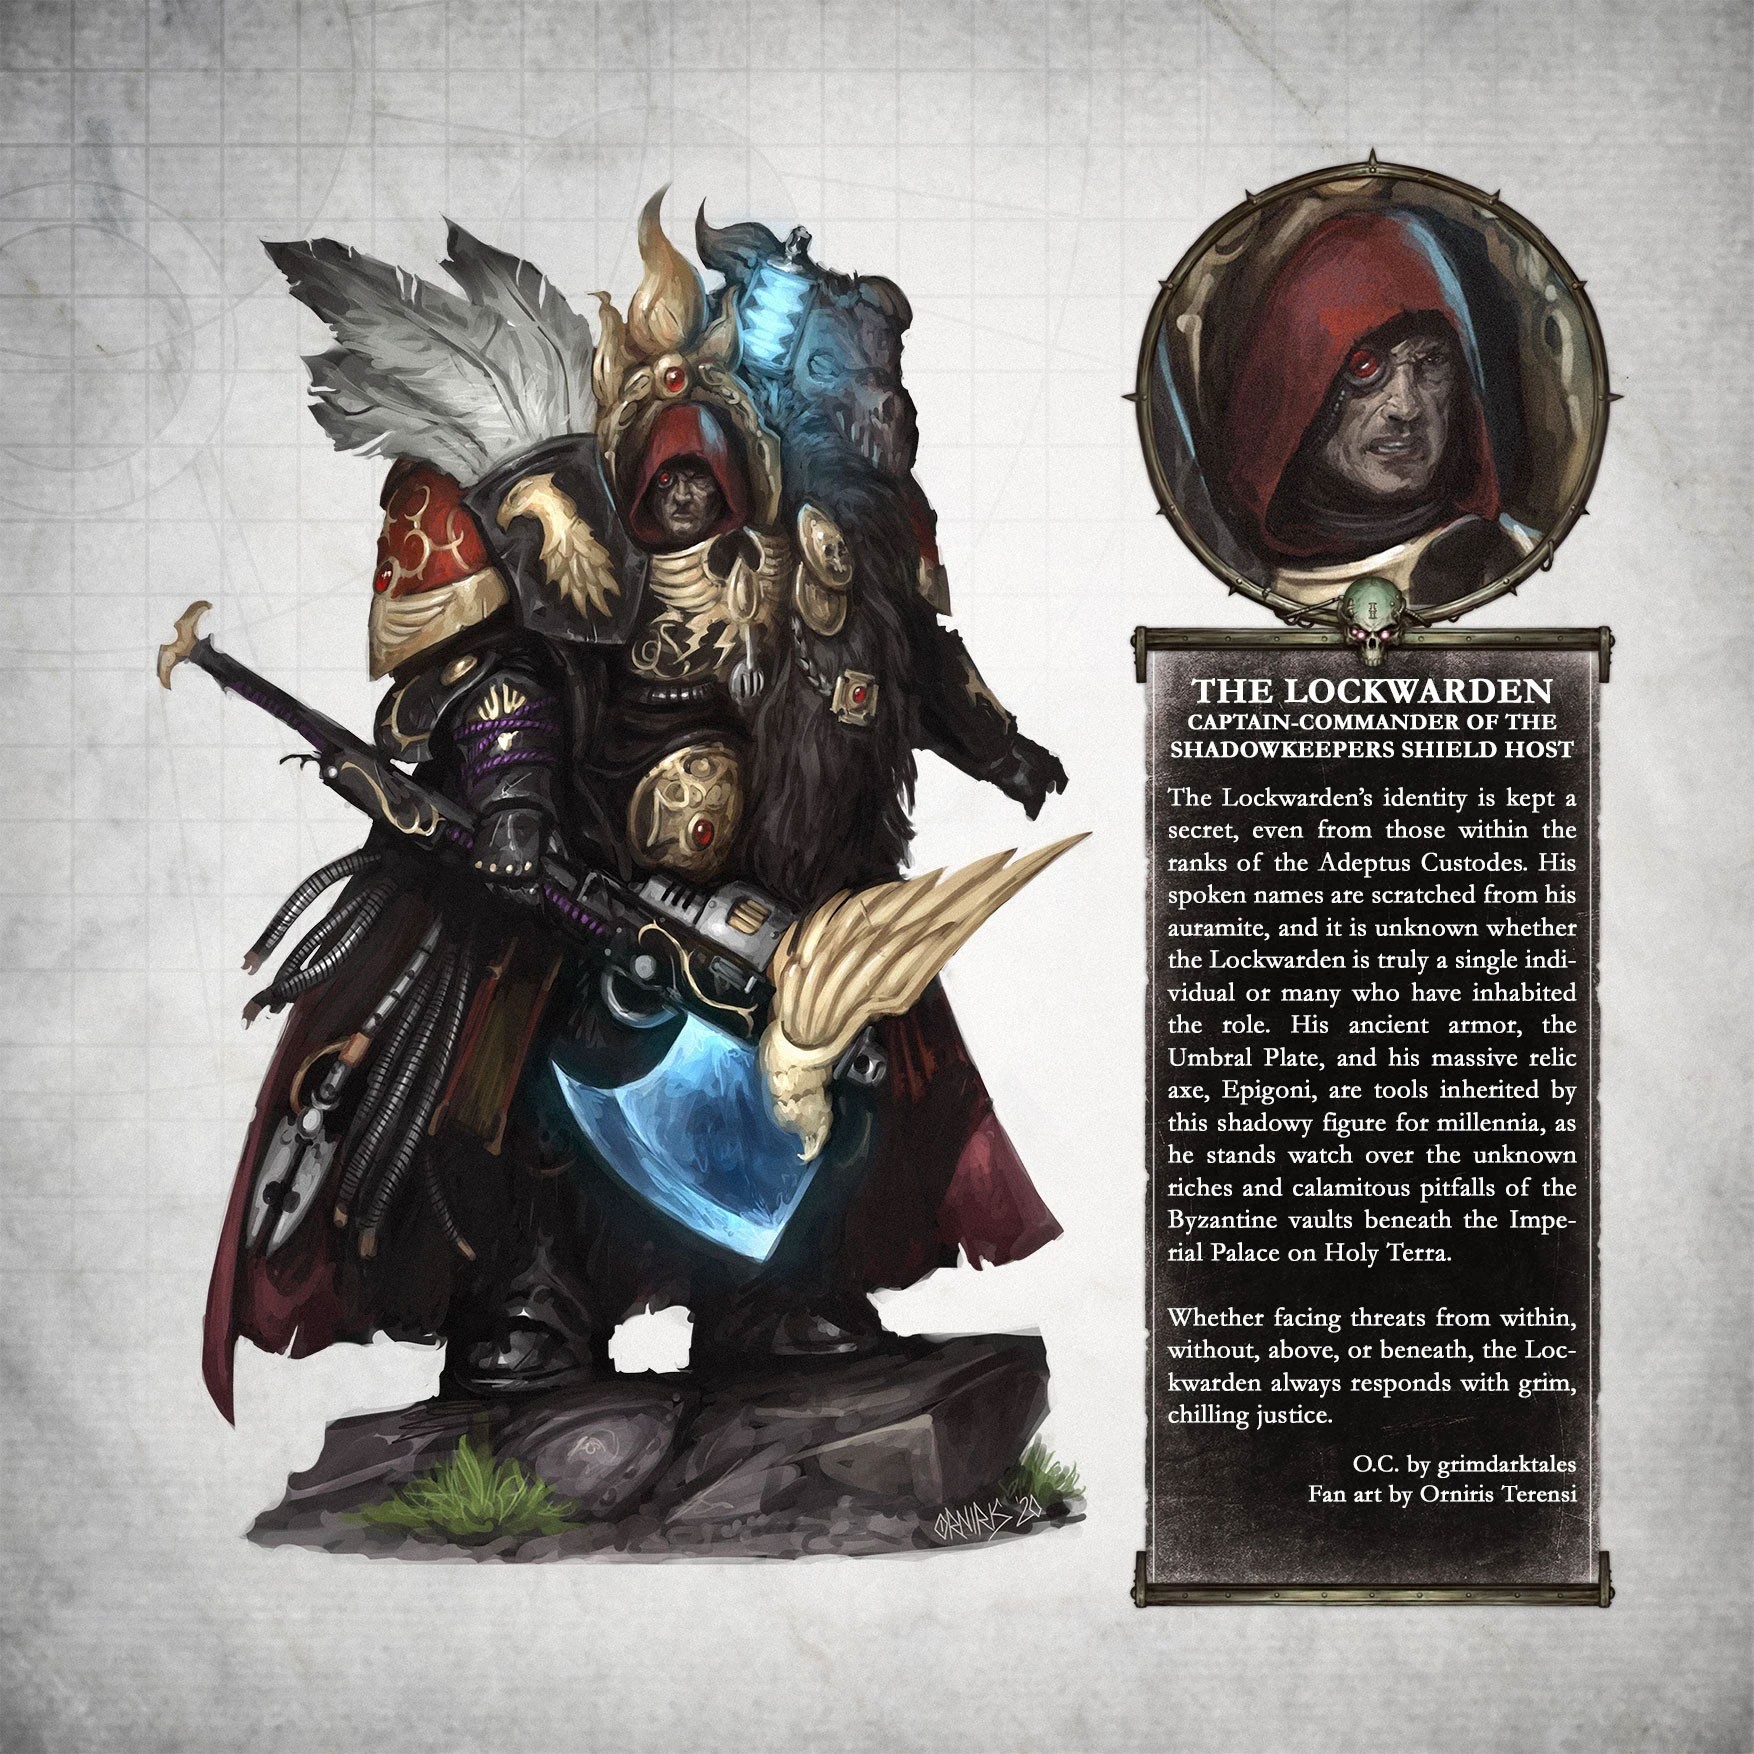 THE LOCKWARDEN
CAPTAIN-COMMANDER OF THE
SHADOWKEEPERS SHIELD HOST
The Lockwarden's identity is kept a
secret, even from those within the
ranks of the Adeptus Custodes. His
spoken names are scratched from his
auramite, and it is unknown whether
the Lockwarden is truly a single indi-
vidual or many who have inhabited
the role. His ancient armor, the
Umbral Plate, and his massive relic
axe, Epigoni, are tools inherited by
this shadowy figure for millennia, as
he stands watch over the unknown
riches and calamitous pitfalls of the
Byzantine vaults beneath the Impe-
rial Palace on Holy Terra.
Whether facing threats from within,
without, above, or beneath, the Loc-
kwarden always responds with grim,
chilling justice.
O.C. by grimdarktales
Fan art by Orniris Terensi
ORNIRIS '20